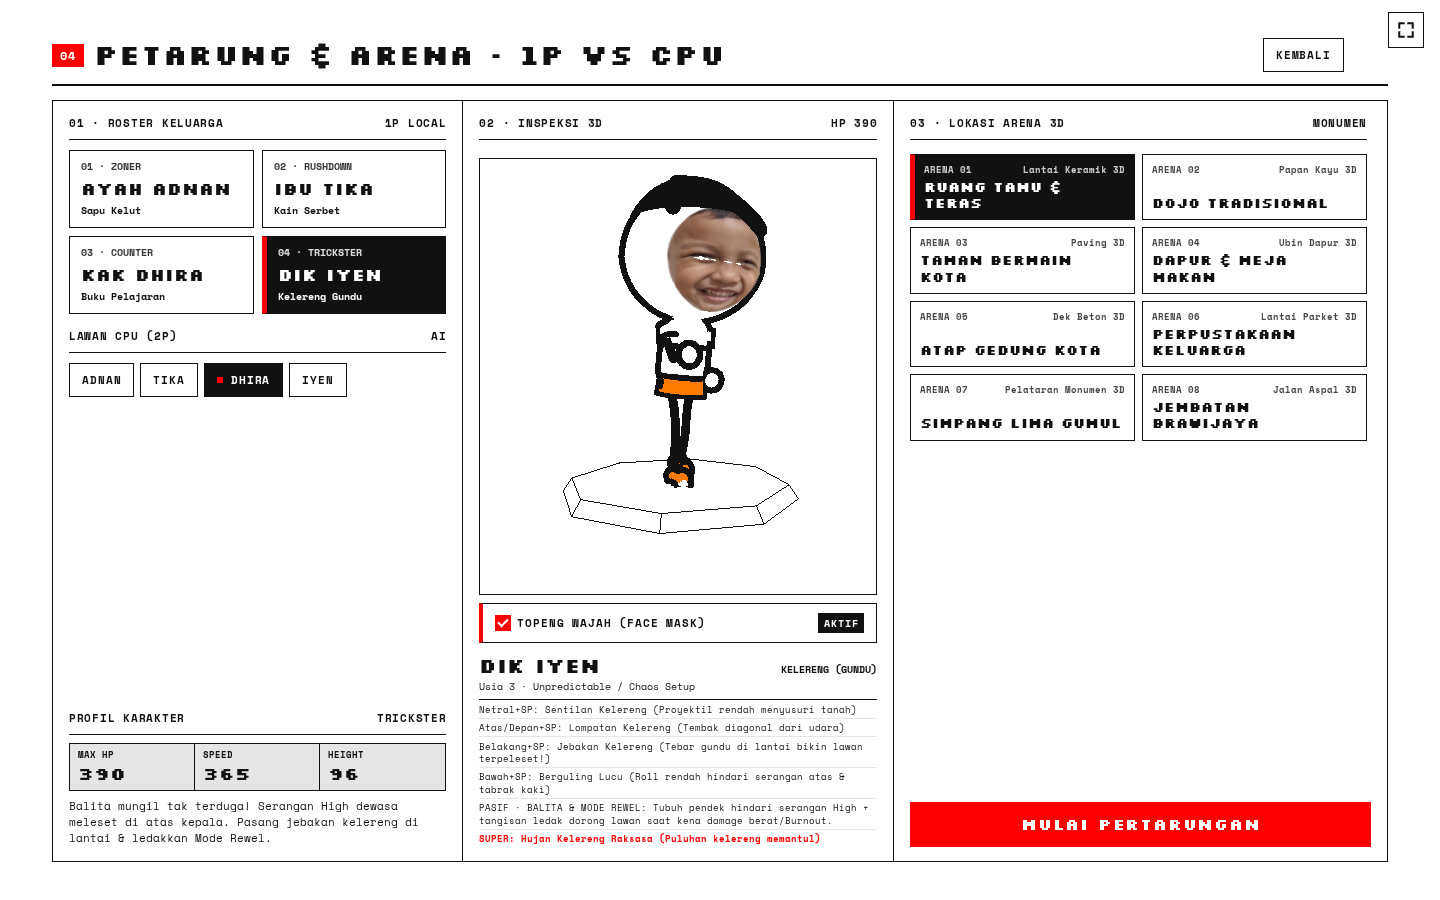 04 PETARUNG & ARENA - 1P VS CPU
KEMBALI
01 · ROSTER KELUARGA
1P LOCAL
01 · ZONER
AYAH ADNAN
Sapu Kelut
02 · RUSHDOWN
IBU TIKA
Kain Serbet
03 · COUNTER
KAK DHIRA
Buku Pelajaran
04 · TRICKSTER
DIK IYEN
Kelereng Gundu
LAWAN CPU (2P)
AI
ADNAN
TIKA
DHIRA
IYEN
PROFIL KARAKTER
TRICKSTER
MAX HP
390
SPEED
365
HEIGHT
96
Balita mungil tak terduga! Serangan High dewasa
meleset di atas kepala. Pasang jebakan kelereng di
lantai & ledakkan Mode Rewel.
02 · INSPEKSI 3D
HP 390
TOPENG WAJAH (FACE MASK)
AKTIF
DIK IYEN
KELERENG (GUNDU)
Usia 3 · Unpredictable / Chaos Setup
Netral+SP: Sentilan Kelereng (Proyektil rendah menyusuri tanah)
Atas/Depan+SP: Lompatan Kelereng (Tembak diagonal dari udara)
Belakang+SP: Jebakan Kelereng (Tebar gundu di lantai bikin lawan
terpeleset!)
Bawah+SP: Berguling Lucu (Roll rendah hindari serangan atas &
tabrak kaki)
PASIF · BALITA & MODE REWEL: Tubuh pendek hindari serangan High +
tangisan ledak dorong lawan saat kena damage berat/Burnout.
SUPER: Hujan Kelereng Raksasa (Puluhan kelereng memantul)
03 · LOKASI ARENA 3D
MONUMEN
ARENA 01
Lantai Keramik 3D
RUANG TAMU &
TERAS
ARENA 02
Papan Kayu 3D
DOJO TRADISIONAL
ARENA 03
Paving 3D
TAMAN BERMAIN
KOTA
ARENA 04
Ubin Dapur 3D
DAPUR & MEJA
MAKAN
ARENA 05
Dek Beton 3D
ATAP GEDUNG KOTA
ARENA 06
Lantai Parket 3D
PERPUSTAKAAN
KELUARGA
ARENA 07
Pelataran Monumen 3D
SIMPANG LIMA GUMUL
ARENA 08
Jalan Aspal 3D
JEMBATAN
BRAWIJAYA
MULAI PERTARUNGAN